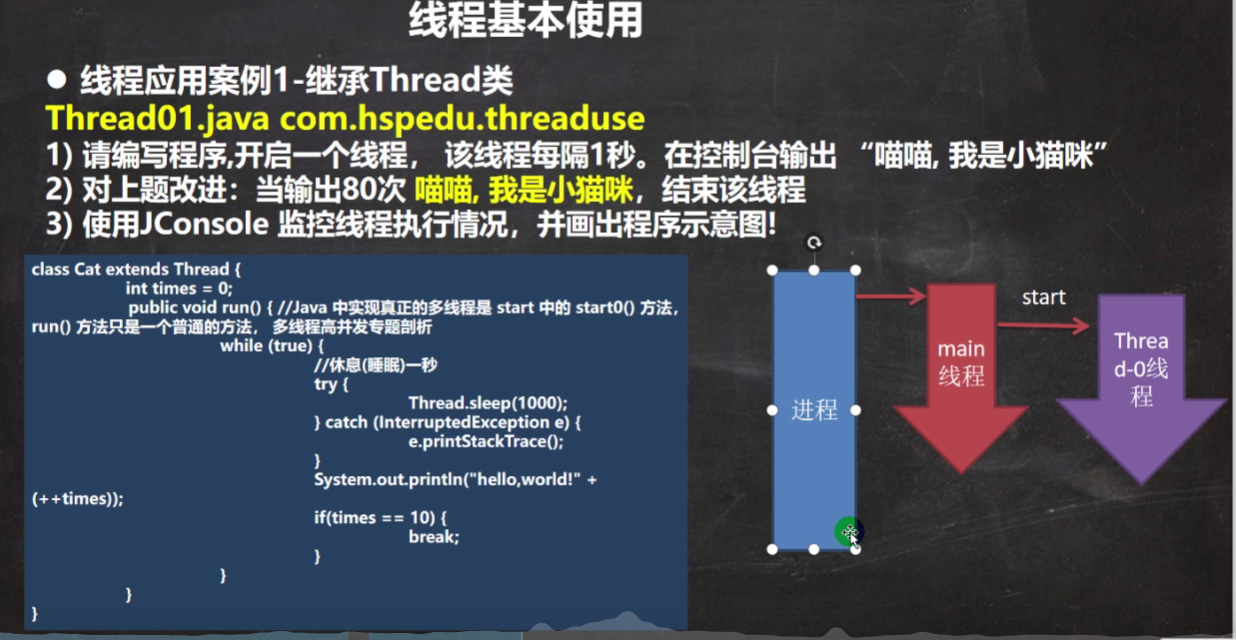 线程基本使用
● 线程应用案例1-继承Thread类
Thread01.java com.hspedu.threaduse
1) 请编写程序,开启一个线程， 该线程每隔1秒。在控制台输出 “喵喵, 我是小猫咪”
2) 对上题改进：当输出80次 喵喵, 我是小猫咪，结束该线程
3) 使用JConsole 监控线程执行情况，并画出程序示意图!
class Cat extends Thread {
int times = 0;
public void run() { //Java 中实现真正的多线程是 start 中的 start0() 方法，
run() 方法只是一个普通的方法， 多线程高并发专题剖析
while (true) {
//休息(睡眠)一秒
try {
Thread.sleep(1000);
} catch (InterruptedException e) {
e.printStackTrace();
}
System.out.println("hello,world!" +
(++times));
if(times == 10) {
break;
}
}
}
}
进程
main
线程
start
Threa
d-0线
程